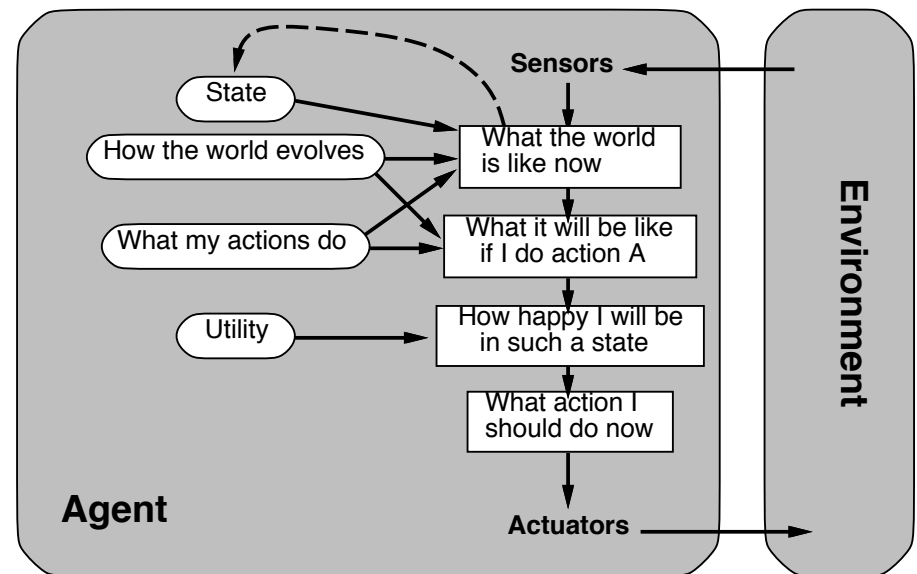 Sensors
State
What the world
is like now
How the world evolves
What my actions do
What it will be like
if I do action A
Utility
How happy I will be
in such a state
What action I
should do now
Agent
Actuators
Environment